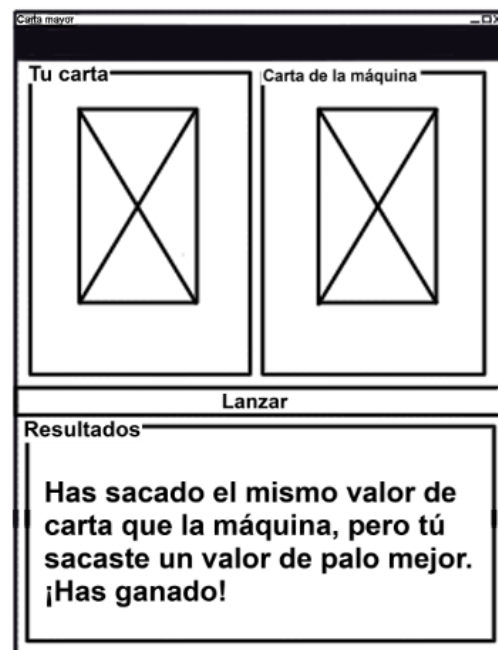 Carta mayor
Tu carta
Carta de la máquina
Lanzar
Resultados
Has sacado el mismo valor de
carta que la máquina, pero tú
sacaste un valor de palo mejor.
¡Has ganado!